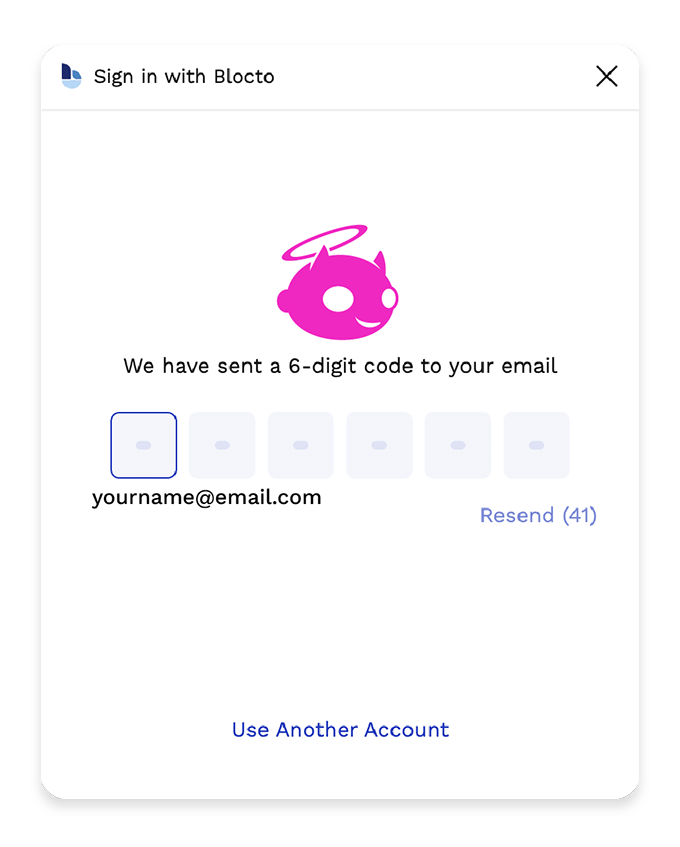 Sign in with Blocto
We have sent a 6-digit code to your email
yourname@email.com
Resend (41)
Use Another Account